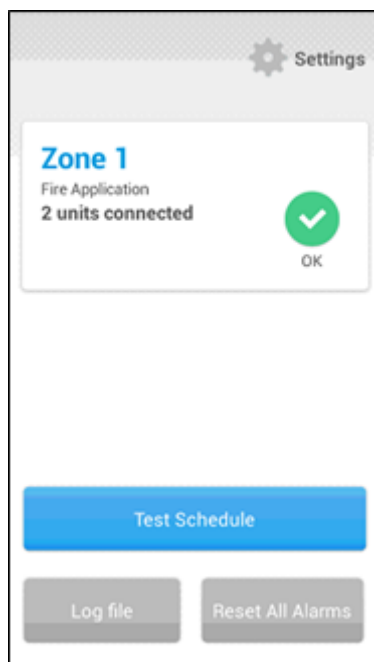 Settings
Zone 1
Fire Application
2 units connected
OK
Test Schedule
Log file
Reset All Alarms